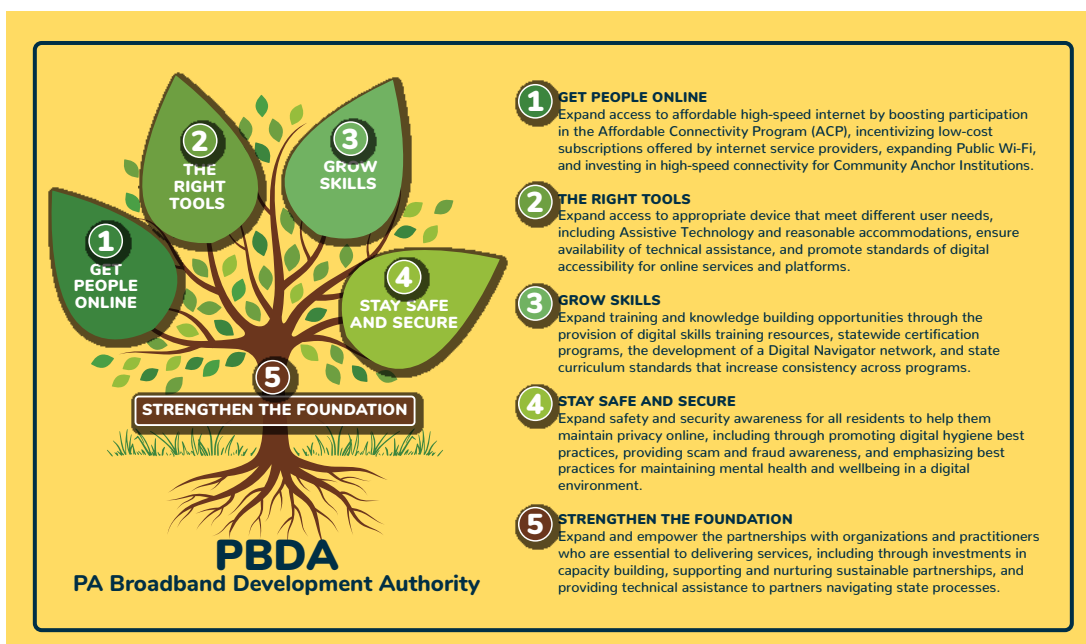 1
GET
PEOPLE
ONLINE
2
THE
RIGHT
TOOLS
3
GROW
SKILLS
4
STAY SAFE
AND SECURE
5
STRENGTHEN THE FOUNDATION
PBDA
PA Broadband Development Authority
1 GET PEOPLE ONLINE
Expand access to affordable high-speed internet by boosting participation
in the Affordable Connectivity Program (ACP), incentivizing low-cost
subscriptions offered by internet service providers, expanding Public Wi-Fi,
and investing in high-speed connectivity for Community Anchor Institutions.
2 THE RIGHT TOOLS
Expand access to appropriate device that meet different user needs,
including Assistive Technology and reasonable accommodations, ensure
availability of technical assistance, and promote standards of digital
accessibility for online services and platforms.
3 GROW SKILLS
Expand training and knowledge building opportunities through the
provision of digital skills training resources, statewide certification
programs, the development of a Digital Navigator network, and state
curriculum standards that increase consistency across programs.
4 STAY SAFE AND SECURE
Expand safety and security awareness for all residents to help them
maintain privacy online, including through promoting digital hygiene best
practices, providing scam and fraud awareness, and emphasizing best
practices for maintaining mental health and wellbeing in a digital
environment.
5 STRENGTHEN THE FOUNDATION
Expand and empower the partnerships with organizations and practitioners
who are essential to delivering services, including through investments in
capacity building, supporting and nurturing sustainable partnerships, and
providing technical assistance to partners navigating state processes.